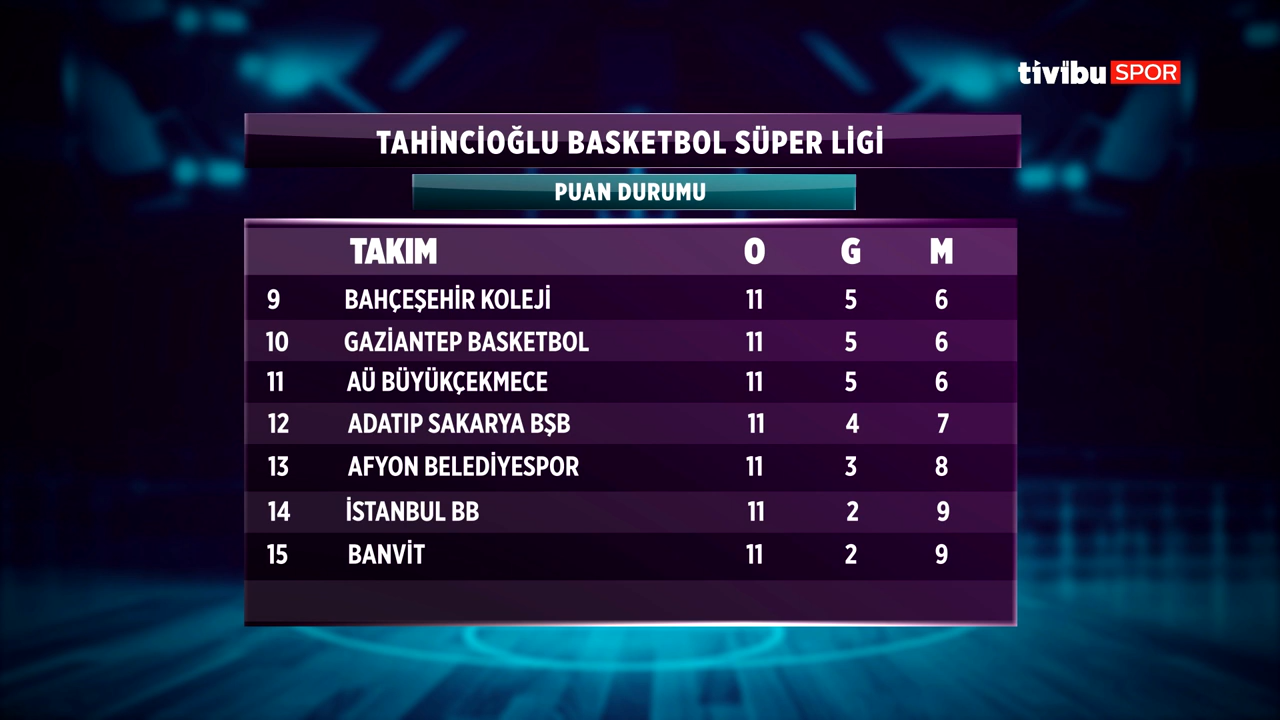 tivibu SPOR
TAHİNCİOĞLU BASKETBOL SÜPER LİGİ
PUAN DURUMU
TAKIM O G M
9 BAHÇEŞEHİR KOLEJİ 11 5 6
10 GAZİANTEP BASKETBOL 11 5 6
11 AÜ BÜYÜKÇEKMECE 11 5 6
12 ADATIP SAKARYA BŞB 11 4 7
13 AFYON BELEDİYESPOR 11 3 8
14 İSTANBUL BB 11 2 9
15 BANVİT 11 2 9